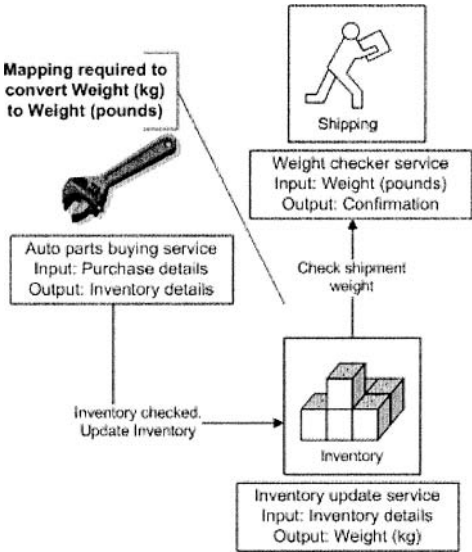 Mapping required to
convert Weight (kg)
to Weight (pounds)
Shipping
Weight checker service
Input: Weight (pounds)
Output: Confirmation
Auto parts buying service
Input: Purchase details
Output: Inventory details
Check shipment
weight
Inventory checked.
Update Inventory
Inventory
Inventory update service
Input: Inventory details
Output: Weight (kg)